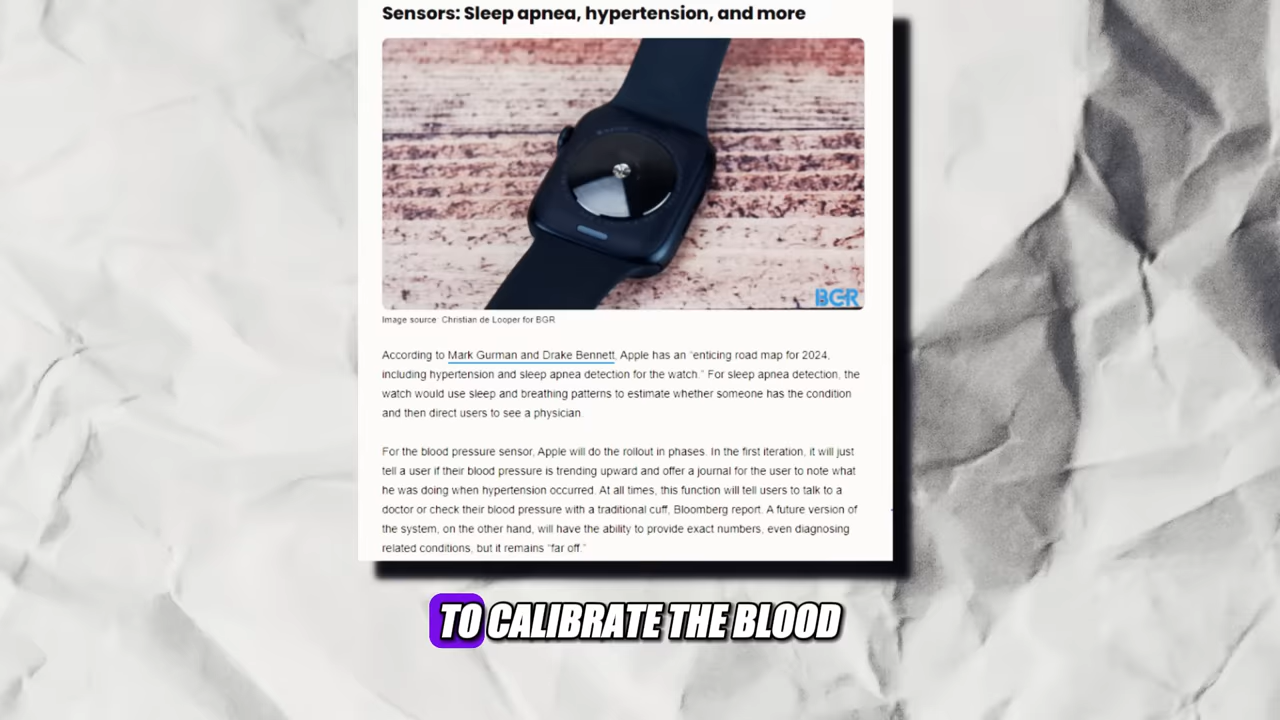 Sensors: Sleep apnea, hypertension, and more
BGR
Image source: Christian de Looper for BGR
According to Mark Gurman and Drake Bennett, Apple has an “enticing road map for 2024,
including hypertension and sleep apnea detection for the watch.” For sleep apnea detection, the
watch would use sleep and breathing patterns to estimate whether someone has the condition
and then direct users to see a physician.
For the blood pressure sensor, Apple will do the rollout in phases. In the first iteration, it will just
tell a user if their blood pressure is trending upward and offer a journal for the user to note what
he was doing when hypertension occurred. At all times, this function will tell users to talk to a
doctor or check their blood pressure with a traditional cuff, Bloomberg report. A future version of
the system, on the other hand, will have the ability to provide exact numbers, even diagnosing
related conditions, but it remains “far off.”
TO CALIBRATE THE BLOOD